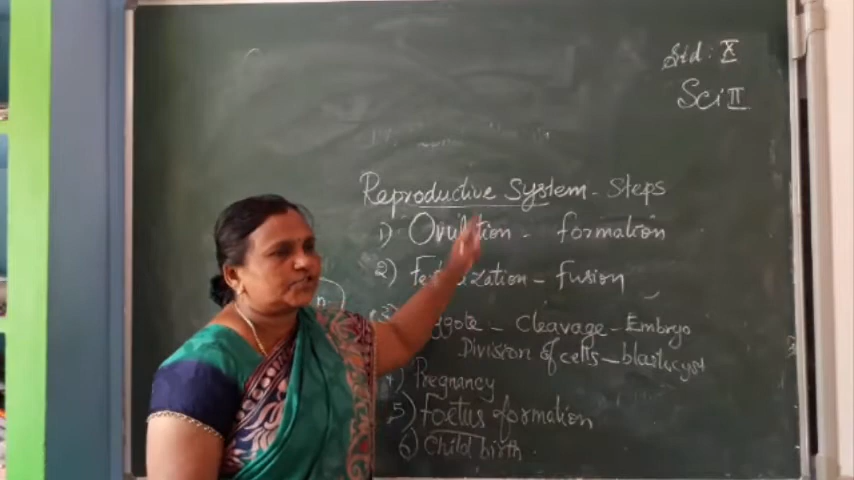 Std: X
Sci II
Reproductive System - Steps
1) Ovulation - formation
2) Fertilization - fusion
3) Zygote - Cleavage - Embryo
Division of cells - blastocyst
4) Pregnancy
5) Foetus formation
6) Child birth